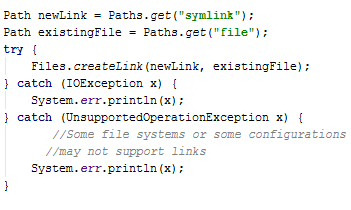 Path newLink = Paths.get("symlink");
Path existingFile = Paths.get("file");
try {
    Files.createLink(newLink, existingFile);
} catch (IOException x) {
    System.err.println(x);
} catch (UnsupportedOperationException x) {
       //Some file systems or some configurations
      //may not support links
    System.err.println(x);
}